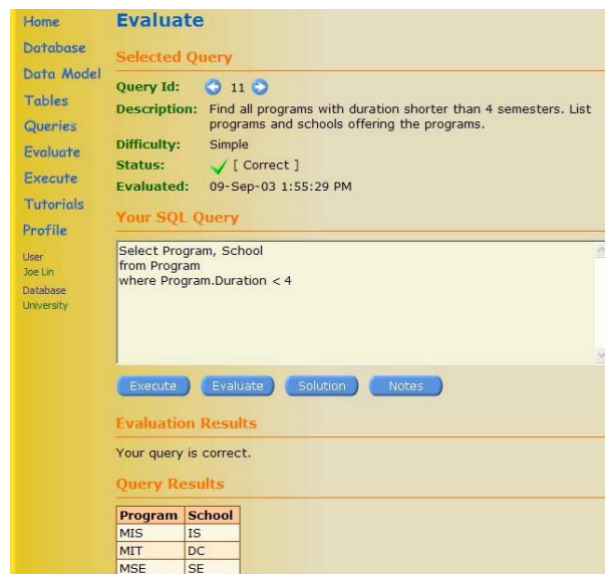 Home
Database
Data Model
Tables
Queries
Evaluate
Execute
Tutorials
Profile
User
Joe Lin
Database
University
Evaluate
Selected Query
Query Id: 11
Description: Find all programs with duration shorter than 4 semesters. List
programs and schools offering the programs.
Difficulty: Simple
Status: [ Correct ]
Evaluated: 09-Sep-03 1:55:29 PM
Your SQL Query
Select Program, School
from Program
where Program.Duration < 4
Execute Evaluate Solution Notes
Evaluation Results
Your query is correct.
Query Results
Program School
MIS IS
MIT DC
MSE SE